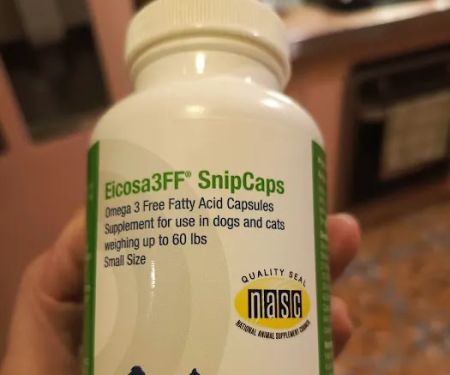 Eicosa3FF® SnipCaps
Omega 3 Free Fatty Acid Capsules
Supplement for use in dogs and cats
weighing up to 60 lbs
Small Size
QUALITY SEAL
nasc
NATIONAL ANIMAL SUPPLEMENT COUNCIL